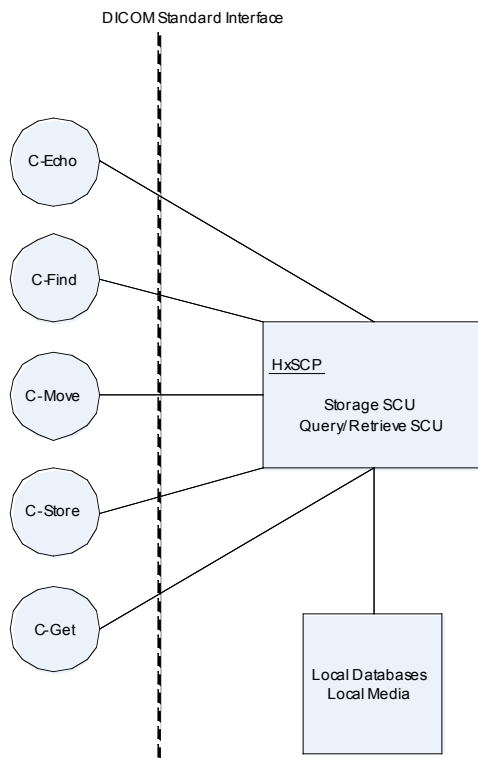 DICOM Standard Interface
C-Echo
C-Find
HxSCP
C-Move
Storage SCU
Query/Retrieve SCU
C-Store
C-Get
Local Databases
Local Media